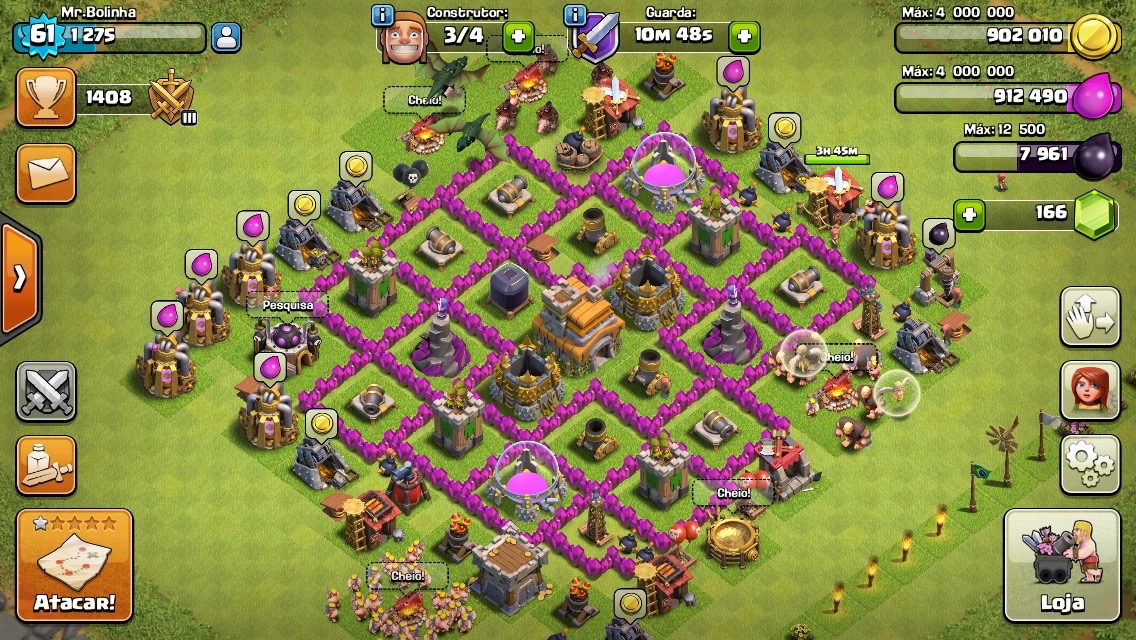 Mr.Bolinha
61 1 275
Construtor:
3/4
Guarda:
10M 48S
Máx: 4 000 000
902 010
Máx: 4 000 000
912 490
Máx: 12 500
7 961
166
1408
III
Cheio!
3H 45M
Pesquisa
Cheio!
Cheio!
Atacar!
Loja